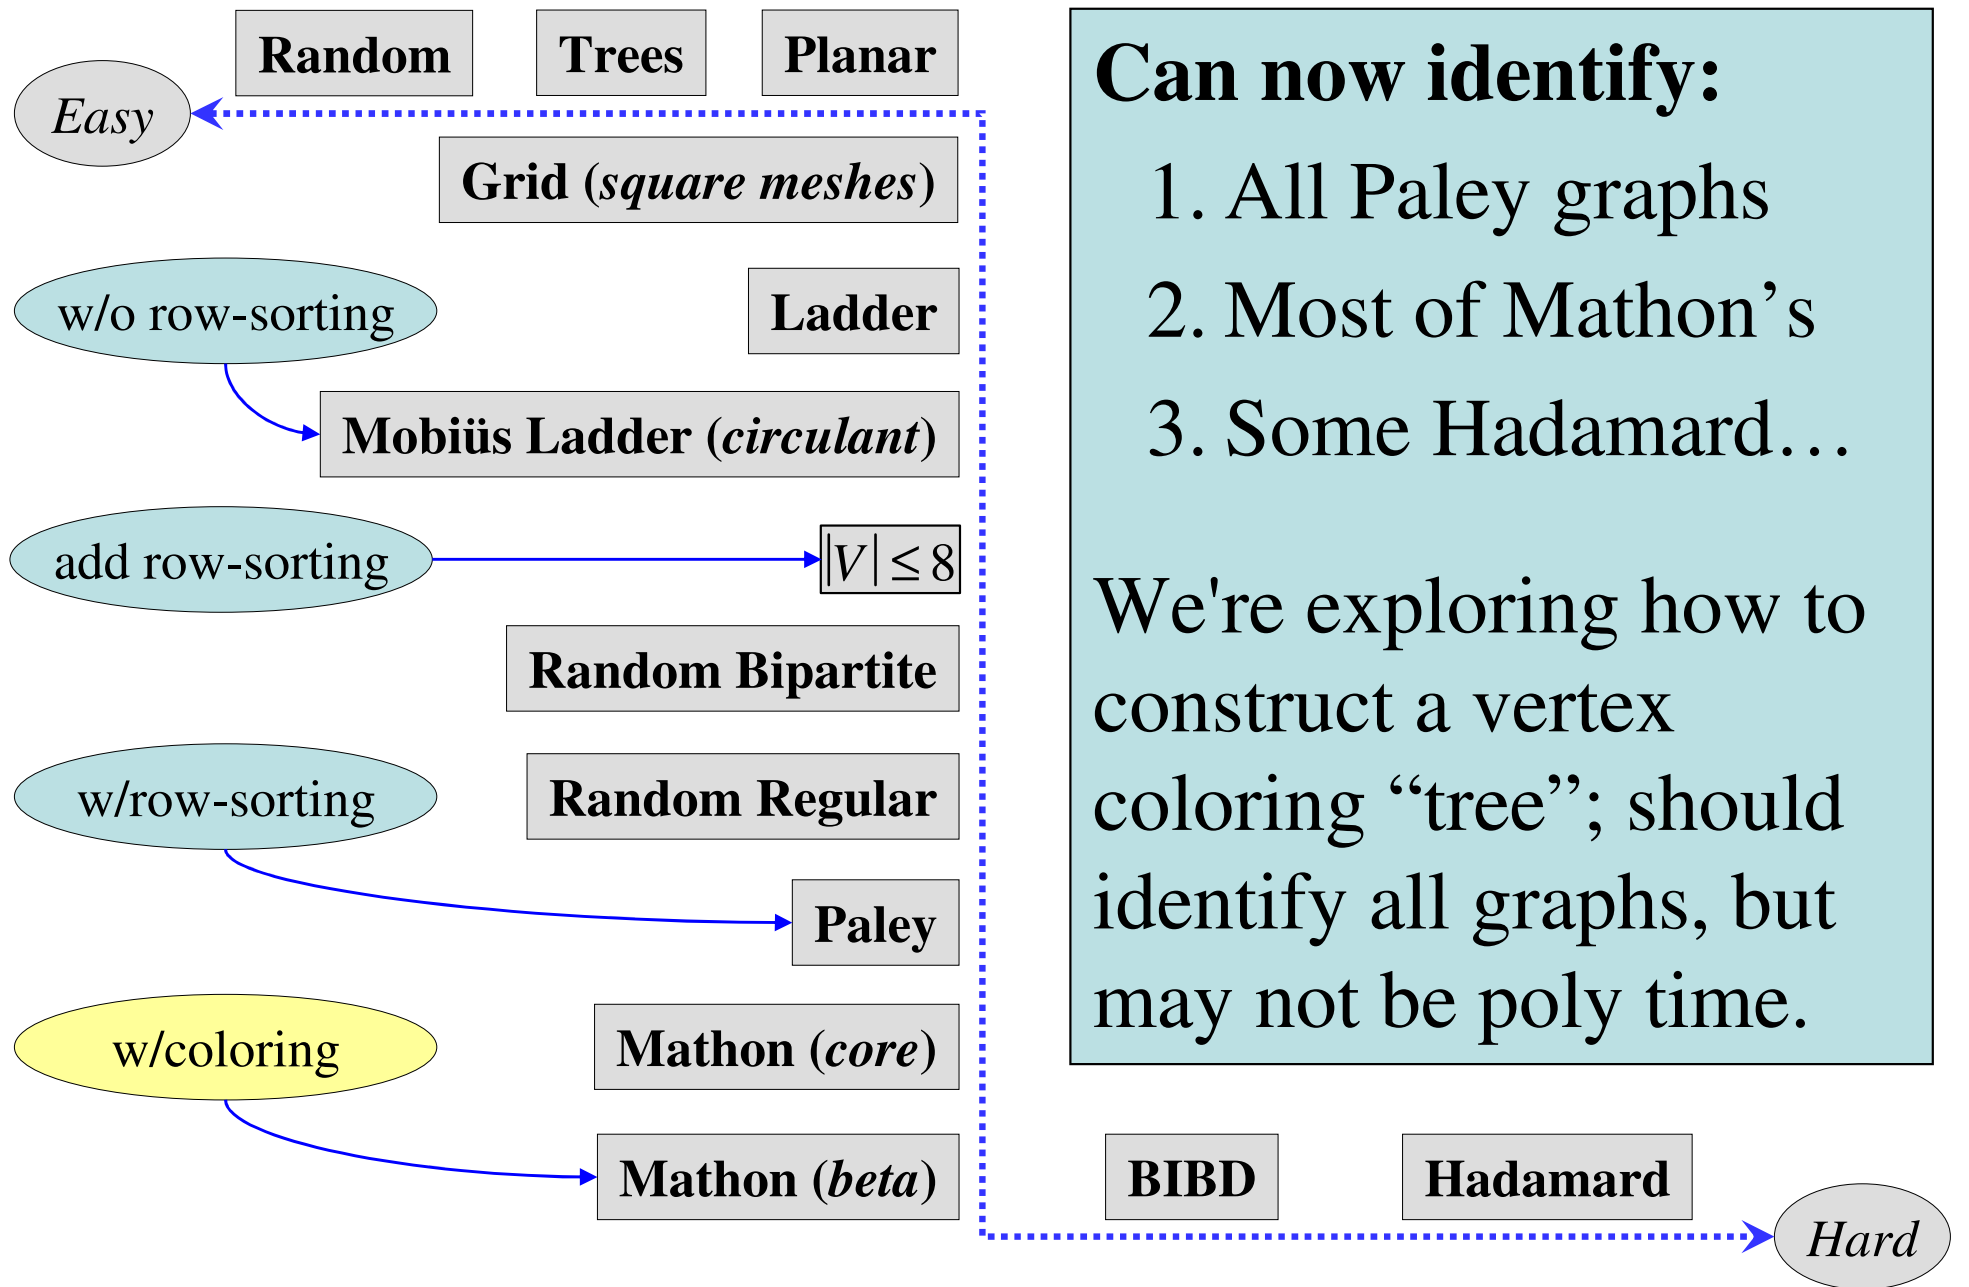 Random
Trees
Planar
Easy
Grid (square meshes)
w/o row-sorting
Ladder
Mobiüs Ladder (circulant)
add row-sorting
|V| ≤ 8
Random Bipartite
w/row-sorting
Random Regular
Paley
w/coloring
Mathon (core)
Mathon (beta)
BIBD
Hadamard
Hard
Can now identify:
1. All Paley graphs
2. Most of Mathon’s
3. Some Hadamard…
We're exploring how to
construct a vertex
coloring “tree”; should
identify all graphs, but
may not be poly time.